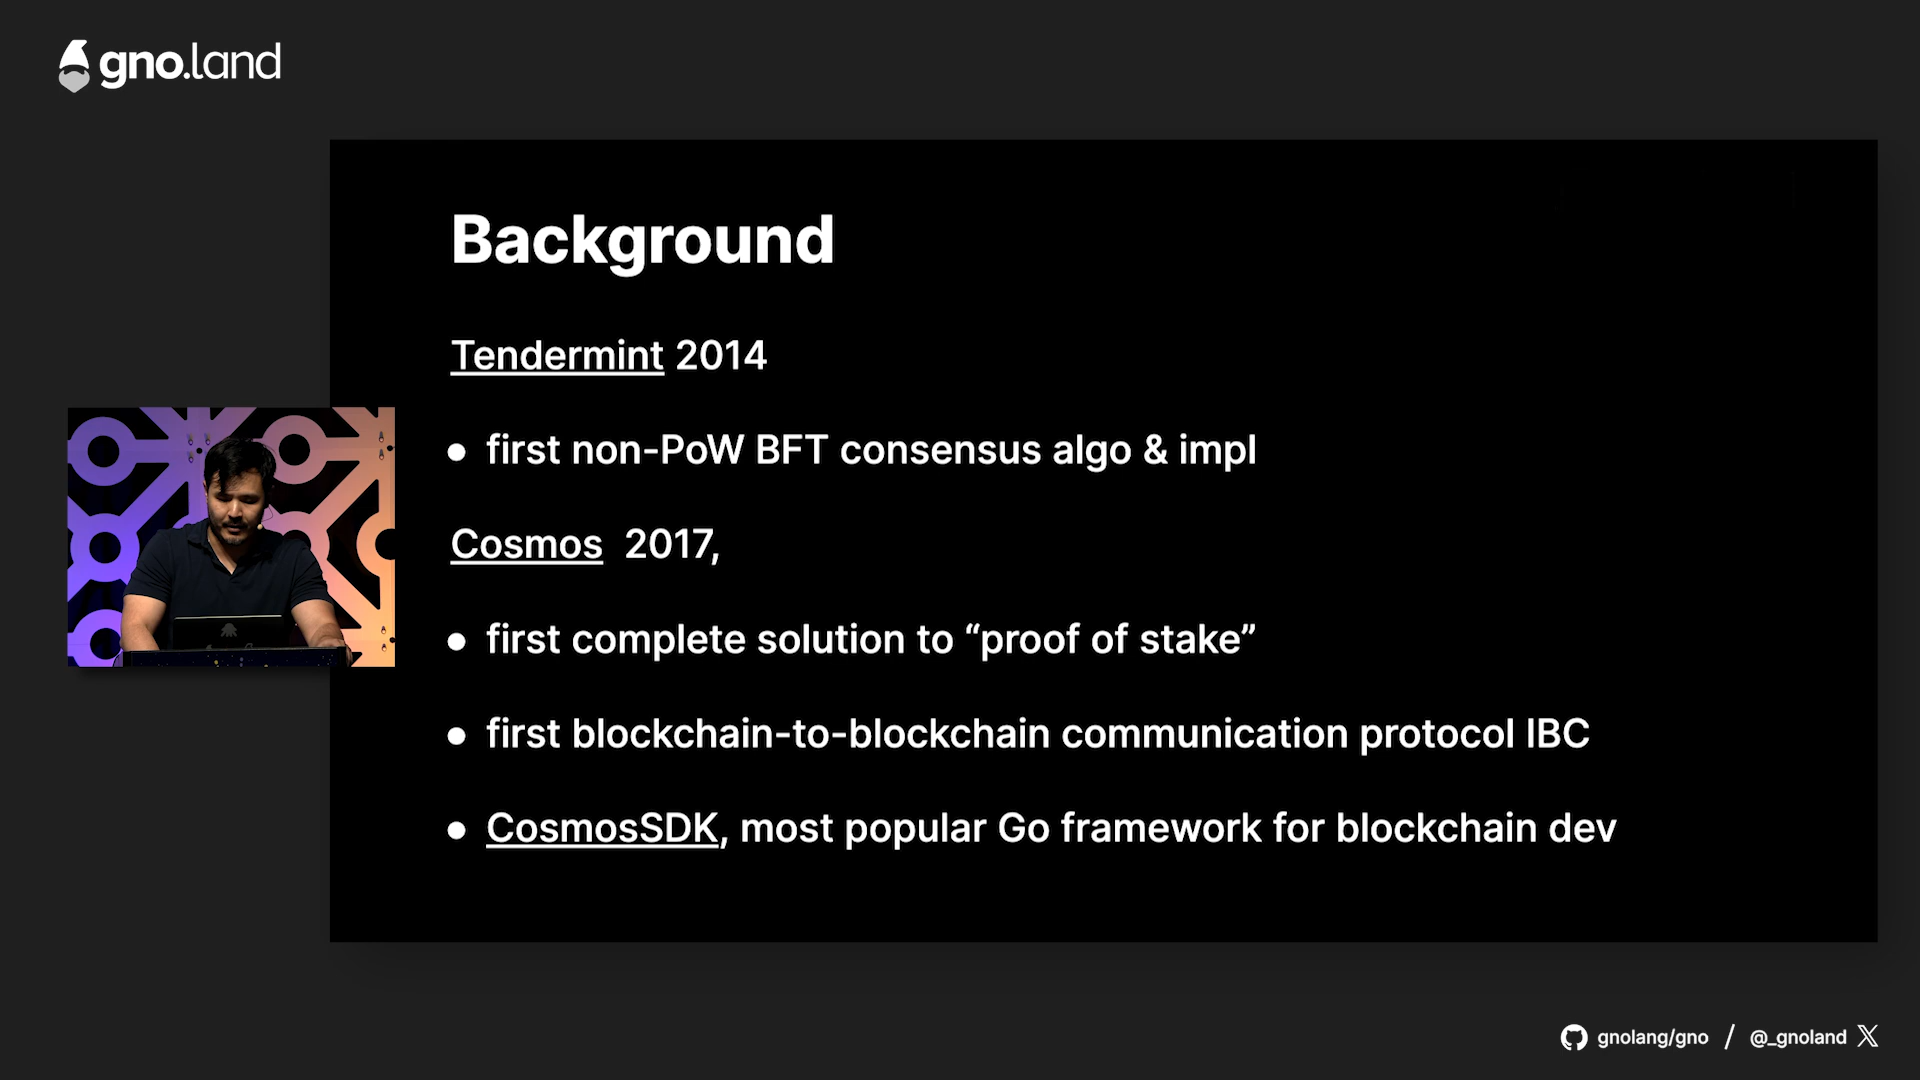 gno.land
Background
Tendermint 2014
● first non-PoW BFT consensus algo & impl
Cosmos 2017,
● first complete solution to “proof of stake”
● first blockchain-to-blockchain communication protocol IBC
● CosmosSDK, most popular Go framework for blockchain dev
gnolang/gno / @_gnoland X